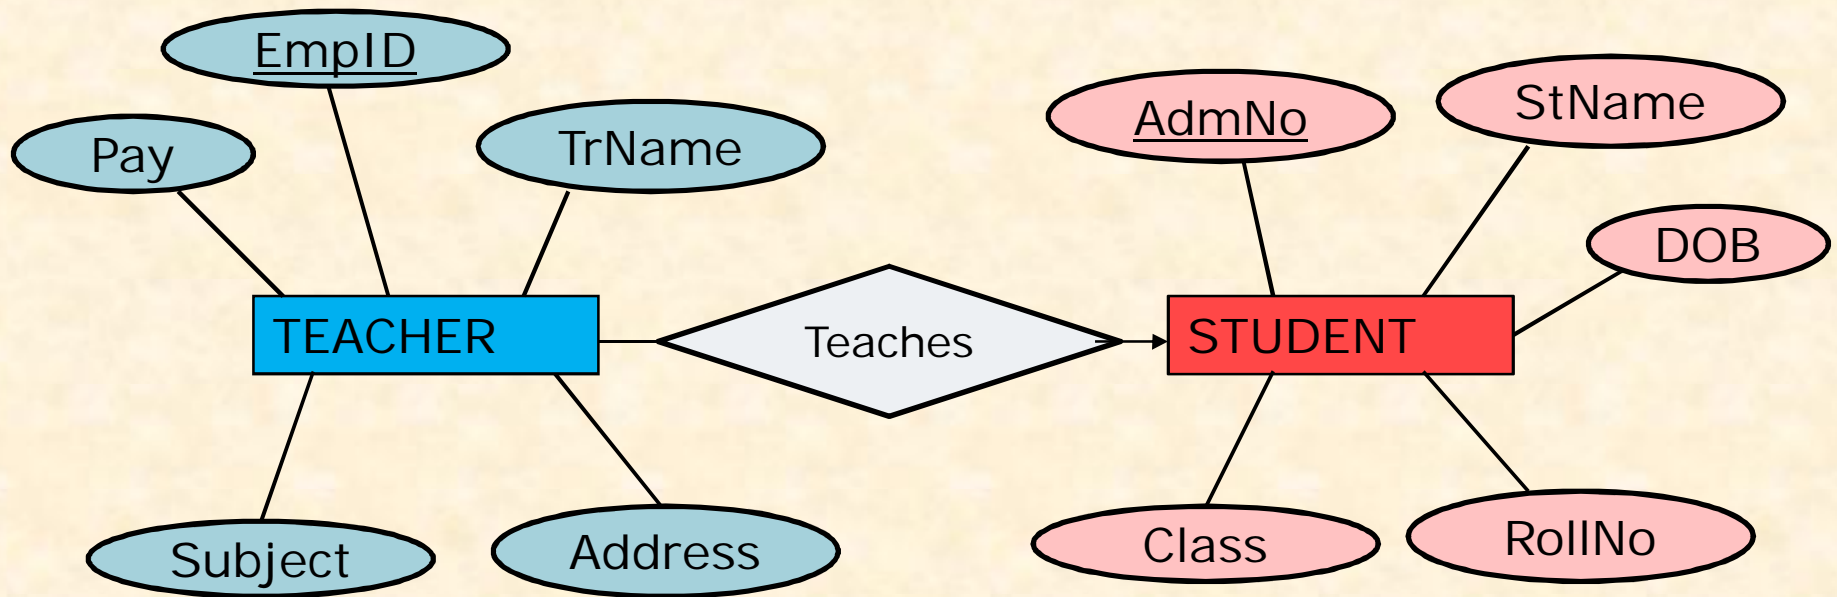 EmpID
Pay
TrName
AdmNo
StName
DOB
TEACHER
Teaches
STUDENT
Subject
Address
Class
RollNo